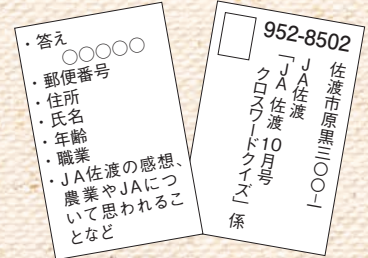 ・答え
○○○○○
・郵便番号
・住所
・氏名
・年齢
・職業
・JA佐渡の感想、
農業やJAにつ
いて思われるこ
となど
952-8502
佐渡市原黒三〇〇―一
JA佐渡
「JA佐渡10月号
クロスワードクイズ」係